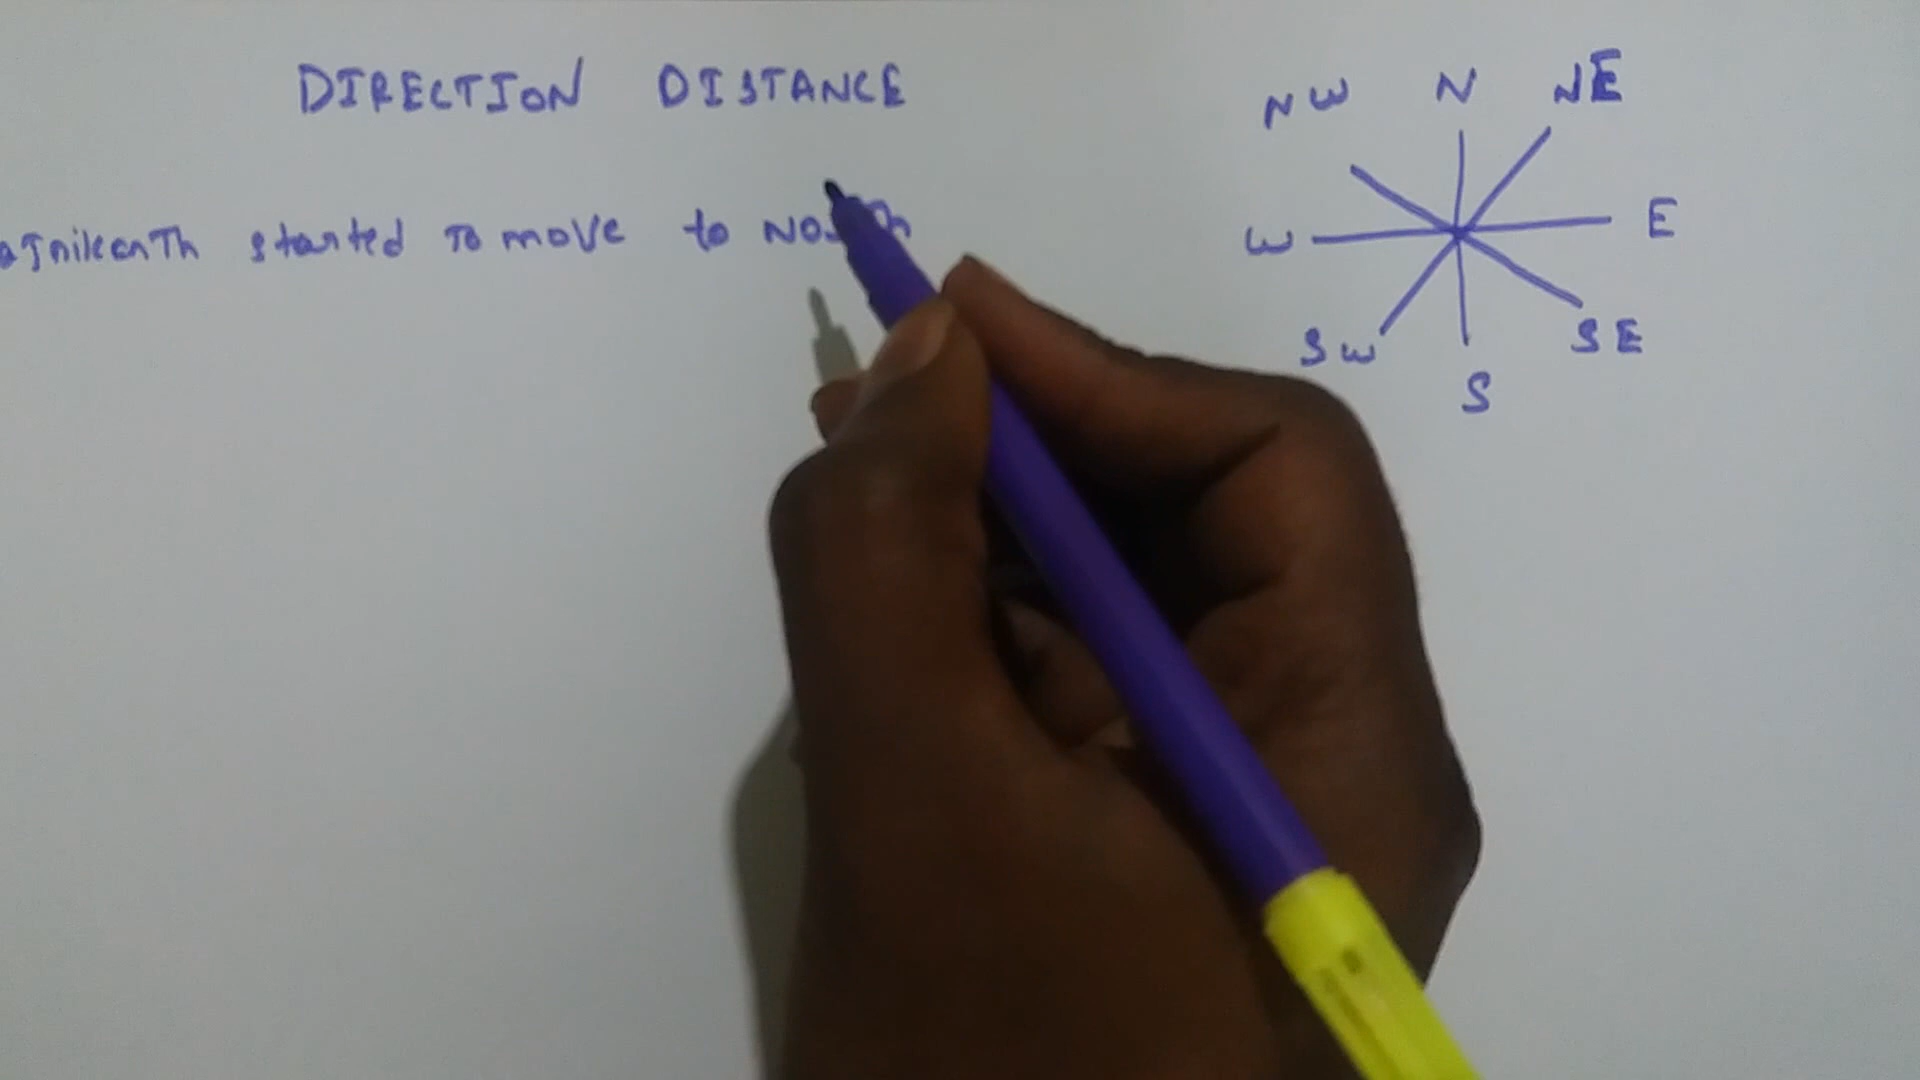 DIRECTION DISTANCE
started To move to
NW N NE
W E
SW S SE